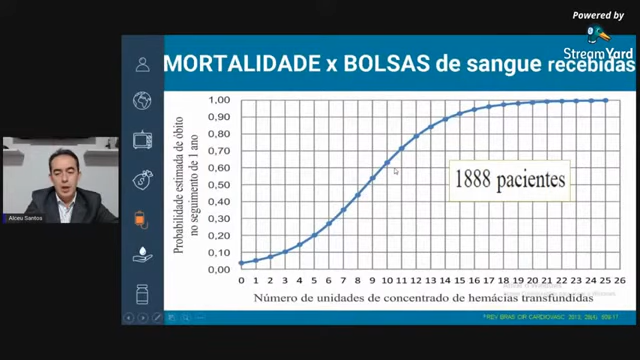 Powered by
StreamYard
MORTALIDADE x BOLSAS de sangue recebidas
Probabilidade estimada de óbito
no seguimento de 1 ano
1,00
0,90
0,80
0,70
0,60
0,50
0,40
0,30
0,20
0,10
0,00
1888 pacientes
Alceu Santos
0 1 2 3 4 5 6 7 8 9 10 11 12 13 14 15 16 17 18 19 20 21 22 23 24 25 26
Número de unidades de concentrado de hemácias transfundidas